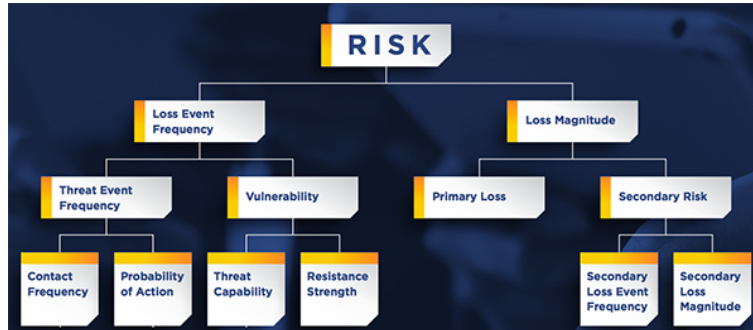 RISK
Loss Event
Frequency
Loss Magnitude
Threat Event
Frequency
Vulnerability
Primary Loss
Secondary Risk
Contact
Frequency
Probability
of Action
Threat
Capability
Resistance
Strength
Secondary
Loss Event
Frequency
Secondary
Loss
Magnitude